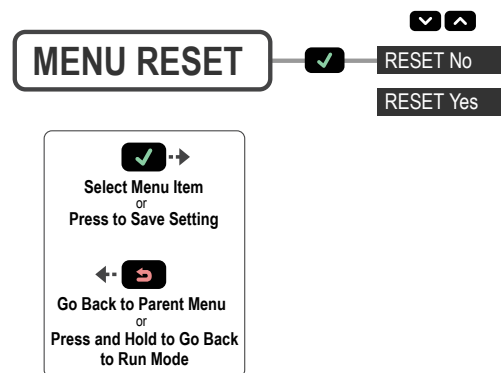 MENU RESET
RESET No
RESET Yes
Select Menu Item
or
Press to Save Setting
Go Back to Parent Menu
or
Press and Hold to Go Back
to Run Mode